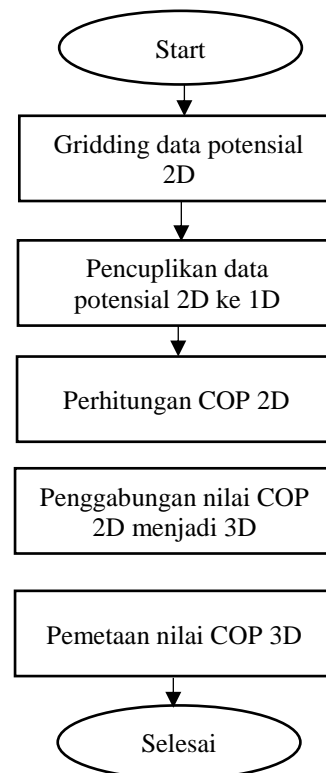 Start
Gridding data potensial
2D
Pencuplikan data
potensial 2D ke 1D
Perhitungan COP 2D
Penggabungan nilai COP
2D menjadi 3D
Pemetaan nilai COP 3D
Selesai